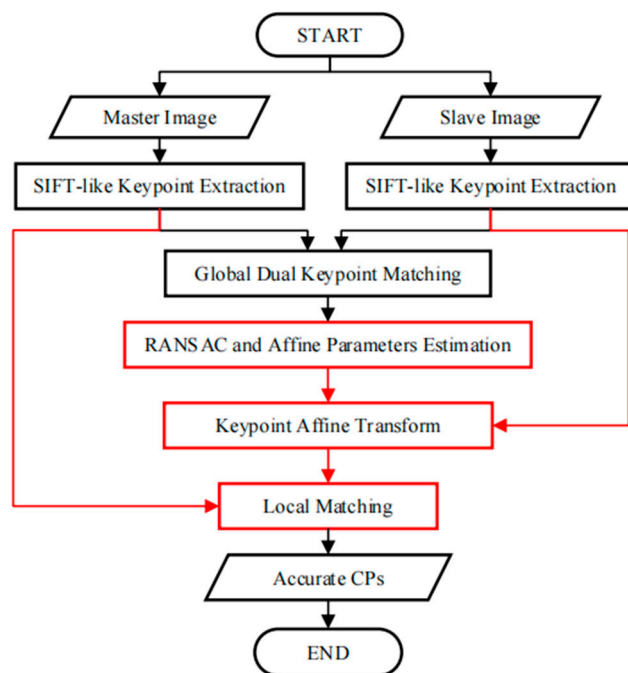 START
Master Image
Slave Image
SIFT-like Keypoint Extraction
SIFT-like Keypoint Extraction
Global Dual Keypoint Matching
RANSAC and Affine Parameters Estimation
Keypoint Affine Transform
Local Matching
Accurate CPs
END